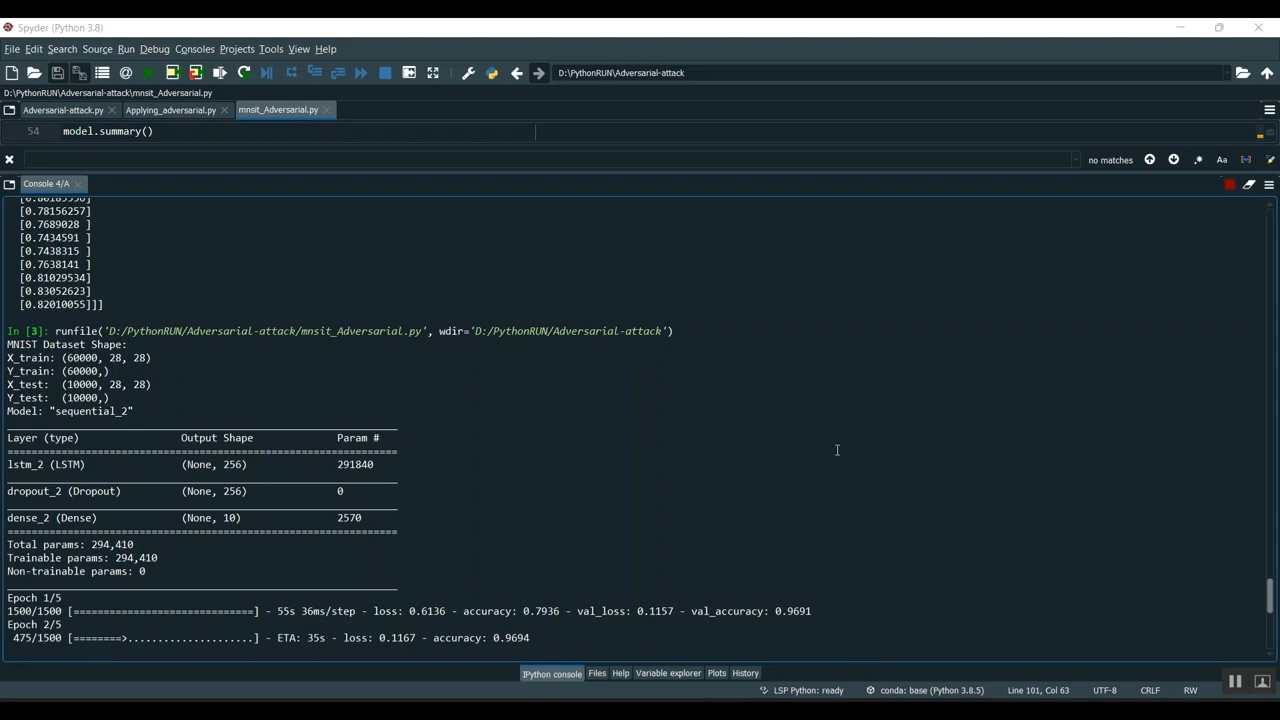 Spyder (Python 3.8)
File Edit Search Source Run Debug Consoles Projects Tools View Help
D:\PythonRUN\Adversarial-attack
D:\PythonRUN\Adversarial-attack\mnsit_Adversarial.py
Adversarial-attack.py Applying_adversarial.py mnsit_Adversarial.py
54 model.summary()
no matches .* Aa
Console 4/A
[0.80185556]
[0.78156257]
[0.7689028 ]
[0.7434591 ]
[0.7438315 ]
[0.7638141 ]
[0.81029534]
[0.83052623]
[0.82010055]]]
In [3]: runfile('D:/PythonRUN/Adversarial-attack/mnsit_Adversarial.py', wdir='D:/PythonRUN/Adversarial-attack')
MNIST Dataset Shape:
X_train: (60000, 28, 28)
Y_train: (60000,)
X_test:  (10000, 28, 28)
Y_test:  (10000,)
Model: "sequential_2"
Layer (type) Output Shape Param #
=================================================================
lstm_2 (LSTM) (None, 256) 291840
dropout_2 (Dropout) (None, 256) 0
dense_2 (Dense) (None, 10) 2570
=================================================================
Total params: 294,410
Trainable params: 294,410
Non-trainable params: 0
Epoch 1/5
1500/1500 [==============================] - 55s 36ms/step - loss: 0.6136 - accuracy: 0.7936 - val_loss: 0.1157 - val_accuracy: 0.9691
Epoch 2/5
475/1500 [========>.....................] - ETA: 35s - loss: 0.1167 - accuracy: 0.9694
IPython console Files Help Variable explorer Plots History
LSP Python: ready conda: base (Python 3.8.5) Line 101, Col 63 UTF-8 CRLF RW